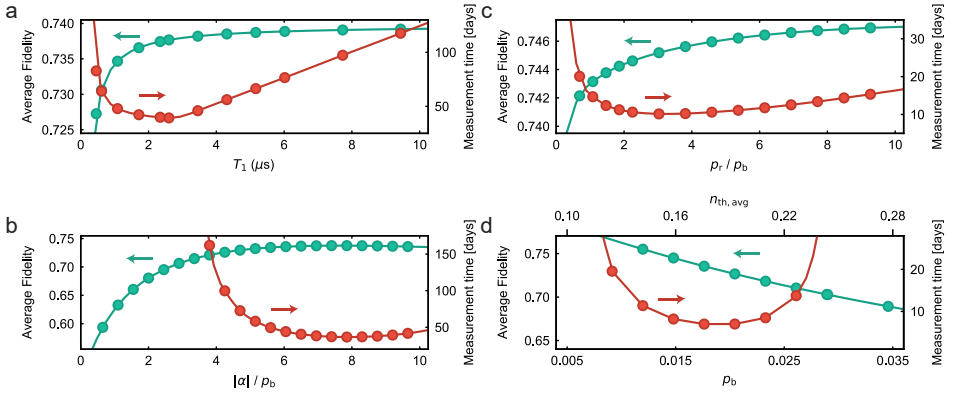 a
0.740
0.735
0.730
0.725
Average Fidelity
0 2 4 6 8 10
T₁ (μs)
100
50
Measurement time [days]
c
0.746
0.744
0.742
0.740
Average Fidelity
0 2 4 6 8 10
pᵣ / p_b
30
20
10
Measurement time [days]
b
0.75
0.70
0.65
0.60
Average Fidelity
0 2 4 6 8 10
|α| / p_b
150
100
50
Measurement time [days]
d
n_th, avg
0.10 0.16 0.22 0.28
0.75
0.70
0.65
Average Fidelity
0.005 0.015 0.025 0.035
p_b
20
10
Measurement time [days]